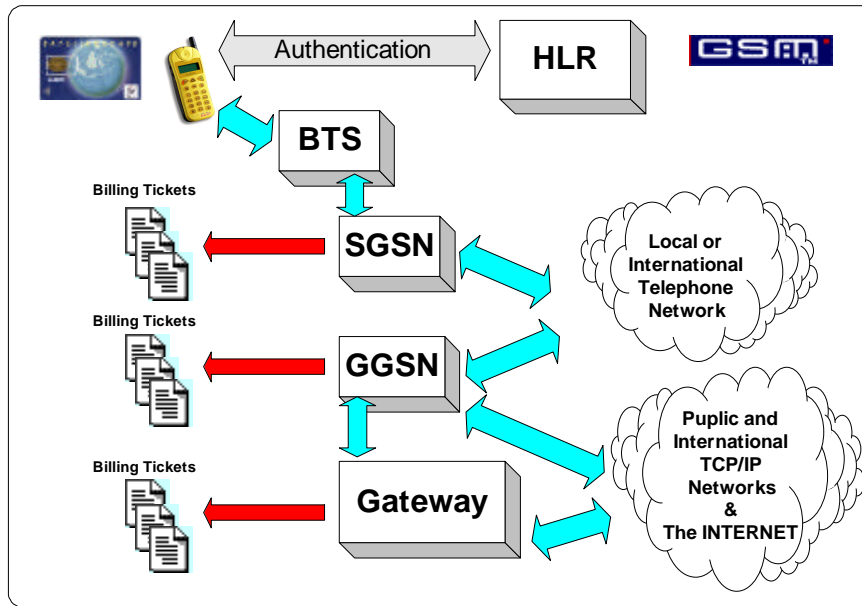 Authentication
HLR
GSM
BTS
Billing Tickets
SGSN
Local or
International
Telephone
Network
Billing Tickets
GGSN
Puplic and
International
TCP/IP
Networks
&
The INTERNET
Billing Tickets
Gateway